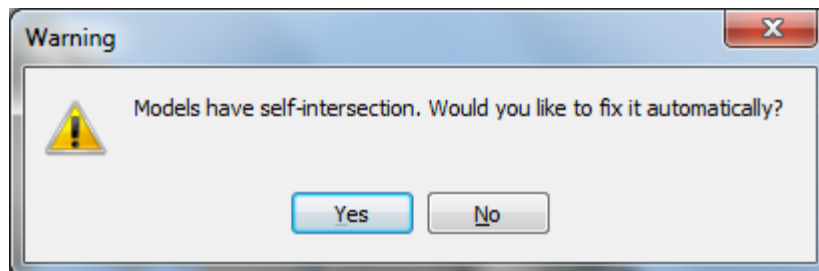 Warning
Models have self-intersection. Would you like to fix it automatically?
Yes
No